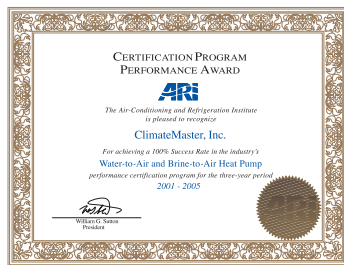 CERTIFICATION PROGRAM
PERFORMANCE AWARD
ARI
The Air-Conditioning and Refrigeration Institute
is pleased to recognize
ClimateMaster, Inc.
For achieving a 100% Success Rate in the industry's
Water-to-Air and Brine-to-Air Heat Pump
performance certification program for the three-year period
2001 - 2005
William G. Sutton
President